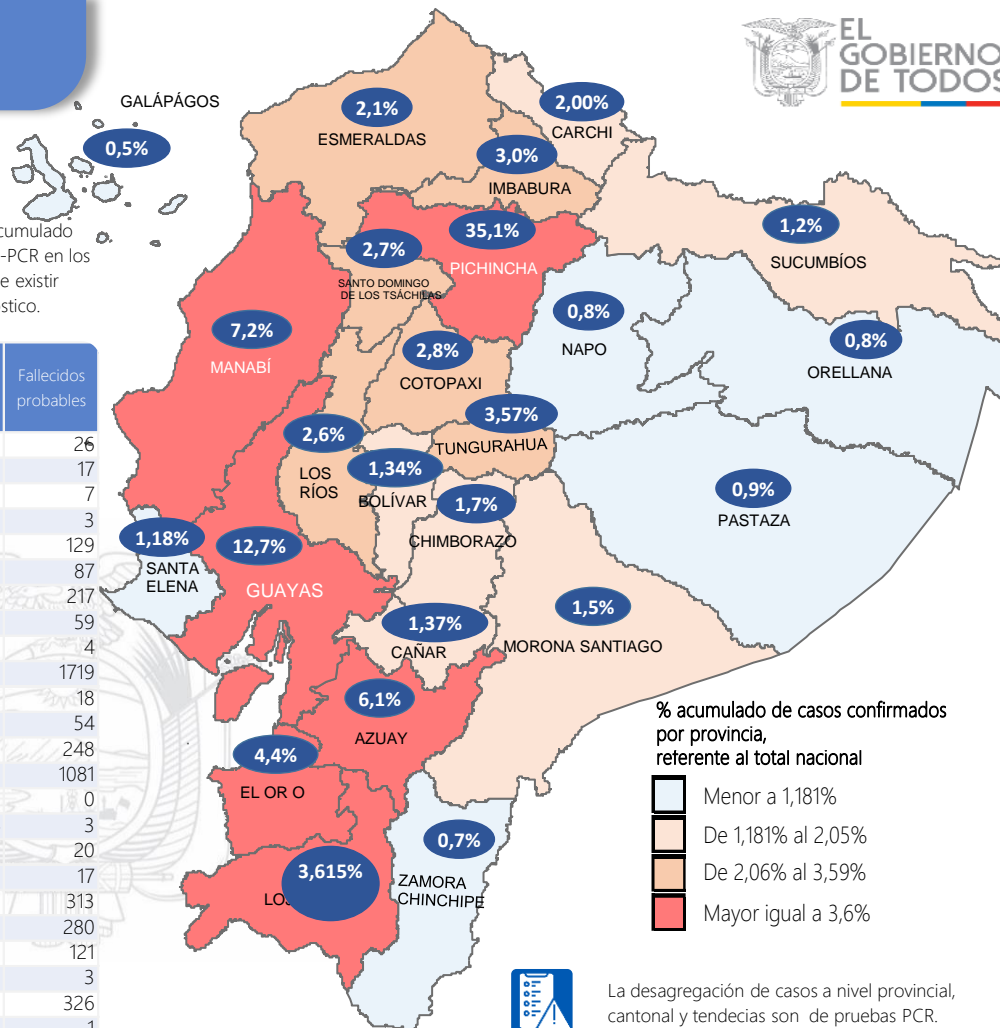 EL
GOBIERNO
DE TODOS
GALÁPÁGOS
0,5%
2,1%
ESMERALDAS
2,00%
CARCHI
3,0%
IMBABURA
1,2%
SUCUMBÍOS
35,1%
PICHINCHA
2,7%
SANTO DOMINGO
DE LOS TSÁCHILAS
7,2%
MANABÍ
0,8%
NAPO
0,8%
ORELLANA
2,8%
COTOPAXI
3,57%
TUNGURAHUA
2,6%
LOS
RÍOS
1,34%
BOLÍVAR
1,7%
CHIMBORAZO
0,9%
PASTAZA
1,18%
SANTA
ELENA
12,7%
GUAYAS
1,37%
CAÑAR
1,5%
MORONA SANTIAGO
6,1%
AZUAY
4,4%
EL OR O
3,615%
0,7%
ZAMORA
CHINCHIPE
-PCR en los
e existir
Fallecidos
probables
26
17
7
3
129
87
217
59
4
1719
18
54
248
1081
0
3
20
17
313
280
121
3
326
1
% acumulado de casos confirmados
por provincia,
referente al total nacional
Menor a 1,181%
De 1,181% al 2,05%
De 2,06% al 3,59%
Mayor igual a 3,6%
La desagregación de casos a nivel provincial,
cantonal y tendecias son de pruebas PCR.